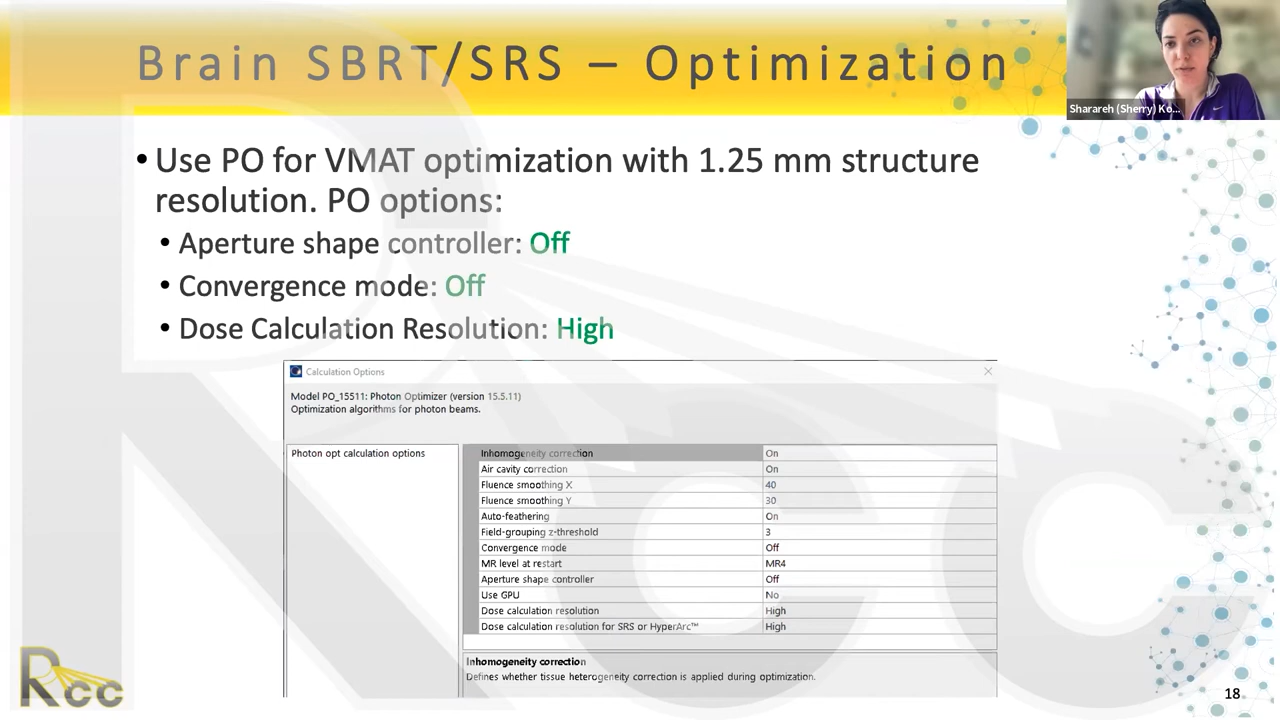 Brain SBRT/SRS – Optimization
Sharareh (Sherry) Ko...
• Use PO for VMAT optimization with 1.25 mm structure
resolution. PO options:
• Aperture shape controller: Off
• Convergence mode: Off
• Dose Calculation Resolution: High
Calculation Options
Model PO_15511: Photon Optimizer (version 15.5.11)
Optimization algorithms for photon beams.
Photon opt calculation options
Inhomogeneity correction On
Air cavity correction On
Fluence smoothing X 40
Fluence smoothing Y 30
Auto-feathering On
Field-grouping z-threshold 3
Convergence mode Off
MR level at restart MR4
Aperture shape controller Off
Use GPU No
Dose calculation resolution High
Dose calculation resolution for SRS or HyperArc™ High
Inhomogeneity correction
Defines whether tissue heterogeneity correction is applied during optimization.
Rcc
18